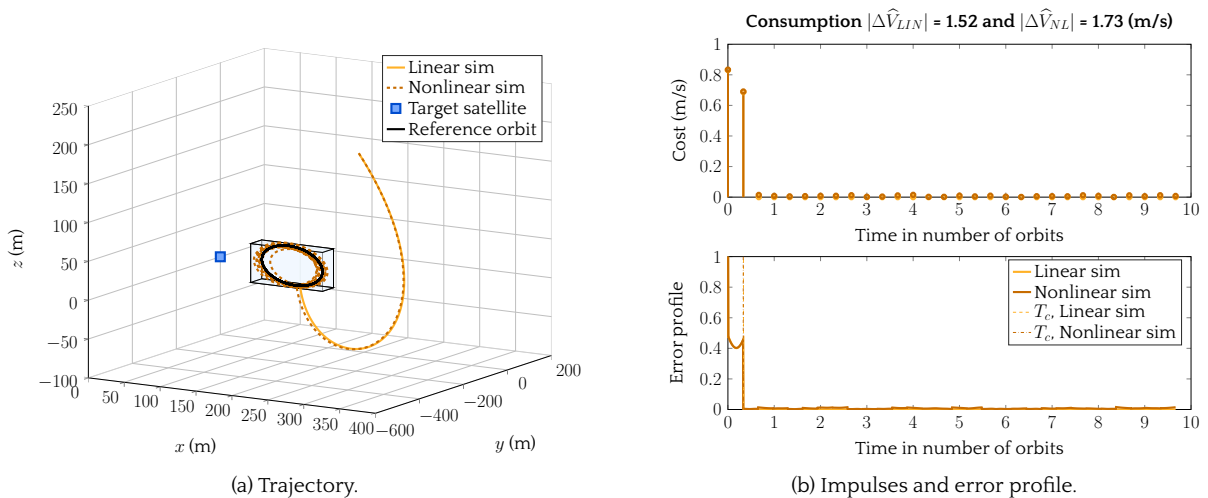 Linear sim
Nonlinear sim
Target satellite
Reference orbit
250
200
150
100
50
0
−50
−100
z (m)
0
50
100
150
200
250
300
350
400
x (m)
−600
−400
−200
0
200
y (m)
(a) Trajectory.
Consumption |ΔV̂_LIN| = 1.52 and |ΔV̂_NL| = 1.73 (m/s)
1
0.8
0.6
0.4
0.2
0
Cost (m/s)
0 1 2 3 4 5 6 7 8 9 10
Time in number of orbits
1
0.8
0.6
0.4
0.2
0
Error profile
Linear sim
Nonlinear sim
T_c, Linear sim
T_c, Nonlinear sim
0 1 2 3 4 5 6 7 8 9 10
Time in number of orbits
(b) Impulses and error profile.